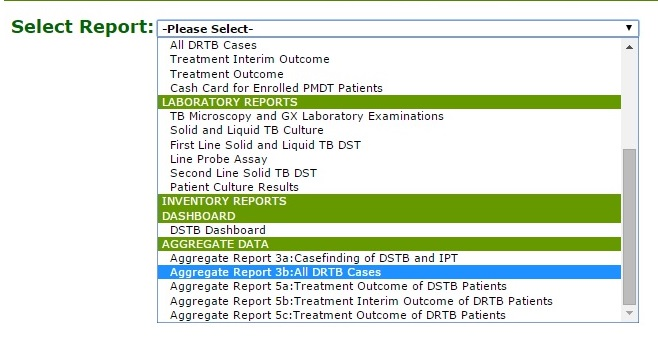 Select Report: -Please Select-
All DRTB Cases
Treatment Interim Outcome
Treatment Outcome
Cash Card for Enrolled PMDT Patients
LABORATORY REPORTS
TB Microscopy and GX Laboratory Examinations
Solid and Liquid TB Culture
First Line Solid and Liquid TB DST
Line Probe Assay
Second Line Solid TB DST
Patient Culture Results
INVENTORY REPORTS
DASHBOARD
DSTB Dashboard
AGGREGATE DATA
Aggregate Report 3a:Casefinding of DSTB and IPT
Aggregate Report 3b:All DRTB Cases
Aggregate Report 5a:Treatment Outcome of DSTB Patients
Aggregate Report 5b:Treatment Interim Outcome of DRTB Patients
Aggregate Report 5c:Treatment Outcome of DRTB Patients